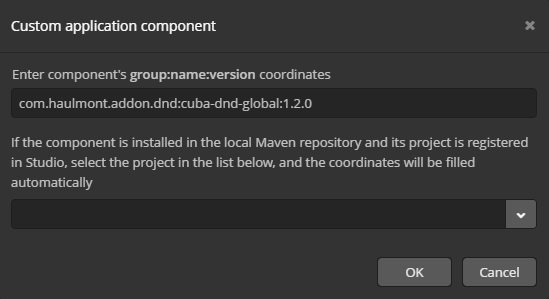 Custom application component
Enter component's group:name:version coordinates
com.haulmont.addon.dnd:cuba-dnd-global:1.2.0
If the component is installed in the local Maven repository and its project is registered
in Studio, select the project in the list below, and the coordinates will be filled
automatically
OK
Cancel